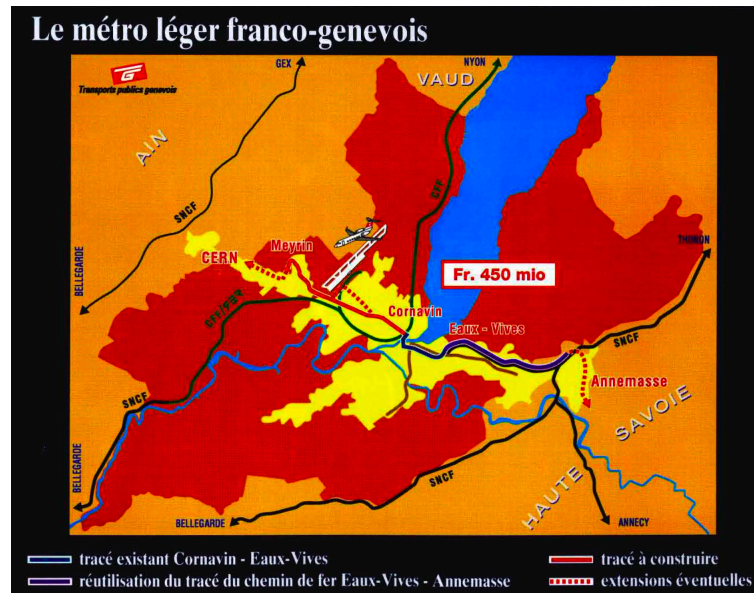 Le métro léger franco-genevois
Transports publics genevois
GEX
NYON
VAUD
AIN
SNCF
CFF
BELLEGARDE
THONON
CERN
Meyrin
Fr. 450 mio
Cornavin
Eaux - Vives
SNCF
SNCF
Annemasse
SAVOIE
HAUTE
BELLEGARDE
SNCF
BELLEGARDE
ANNECY
tracé existant Cornavin - Eaux-Vives
réutilisation du tracé du chemin de fer Eaux-Vives - Annemasse
tracé à construire
extensions éventuelles